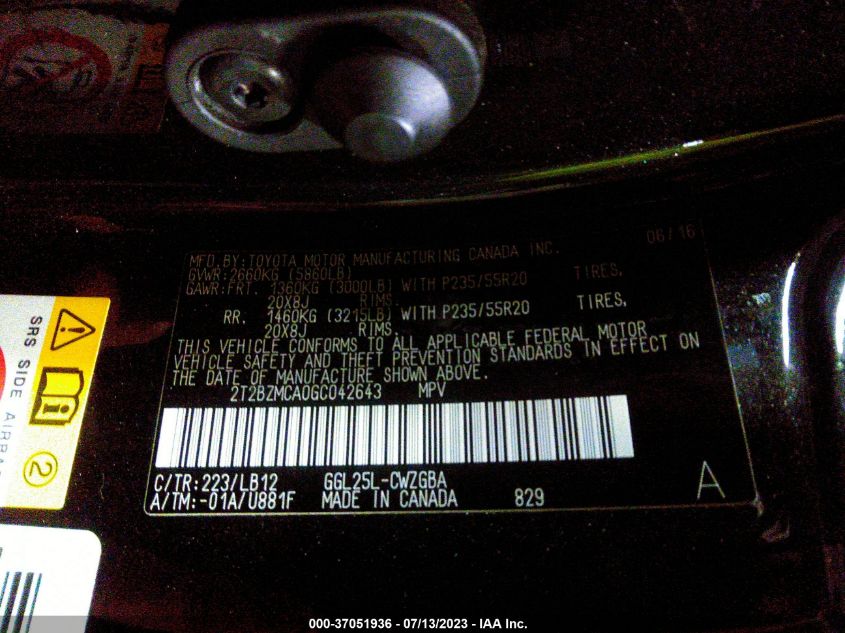 MFD.BY:TOYOTA MOTOR MANUFACTURING CANADA INC. 06/16
GVWR:2660KG (5860LB)
GAWR:FRT. 1360KG (3000LB) WITH P235/55R20 TIRES,
20X8J RIMS.
RR. 1460KG (3215LB) WITH P235/55R20 TIRES,
20X8J RIMS.
THIS VEHICLE CONFORMS TO ALL APPLICABLE FEDERAL MOTOR
VEHICLE SAFETY AND THEFT PREVENTION STANDARDS IN EFFECT ON
THE DATE OF MANUFACTURE SHOWN ABOVE.
2T2BZMCA0GC042643 MPV
C/TR:223/LB12 GGL25L-CWZGBA
A/TM:-01A/U881F MADE IN CANADA 829 A
SRS SIDE
2
000-37051936 - 07/13/2023 - IAA Inc.